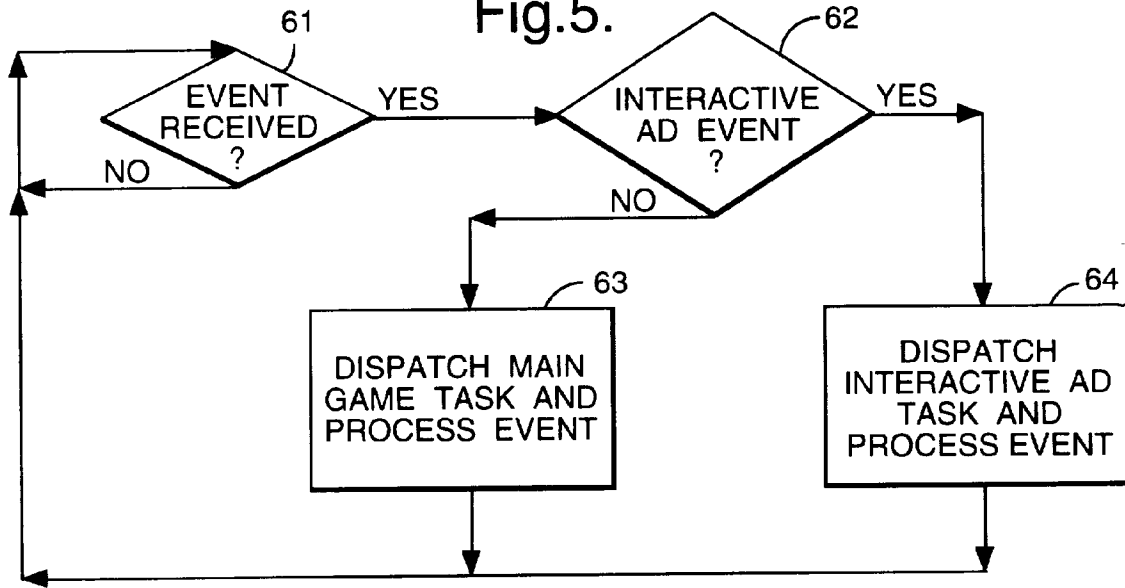 Fig.5.
61
EVENT
RECEIVED
?
YES
NO
62
INTERACTIVE
AD EVENT
?
YES
NO
63
DISPATCH MAIN
GAME TASK AND
PROCESS EVENT
64
DISPATCH
INTERACTIVE AD
TASK AND
PROCESS EVENT